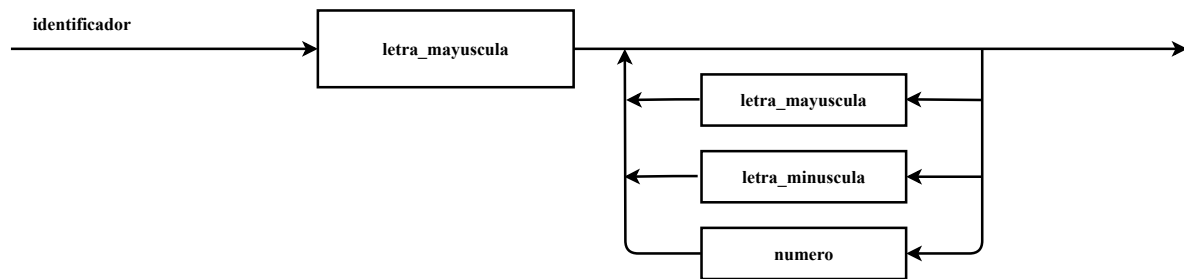 identificador
letra_mayuscula
letra_mayuscula
letra_minuscula
numero